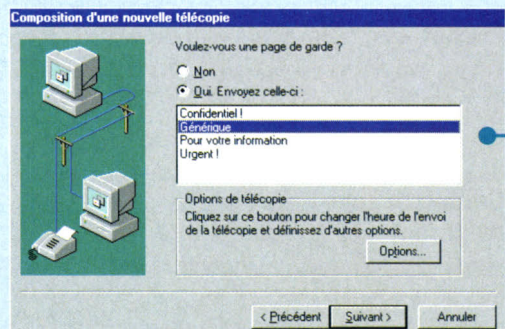 Composition d'une nouvelle télécopie
Voulez-vous une page de garde ?
Non
Oui. Envoyez celle-ci :
Confidentiel !
Générique
Pour votre information
Urgent !
Options de télécopie
Cliquez sur ce bouton pour changer l'heure de l'envoi
de la télécopie et définissez d'autres options.
Options...
< Précédent
Suivant >
Annuler